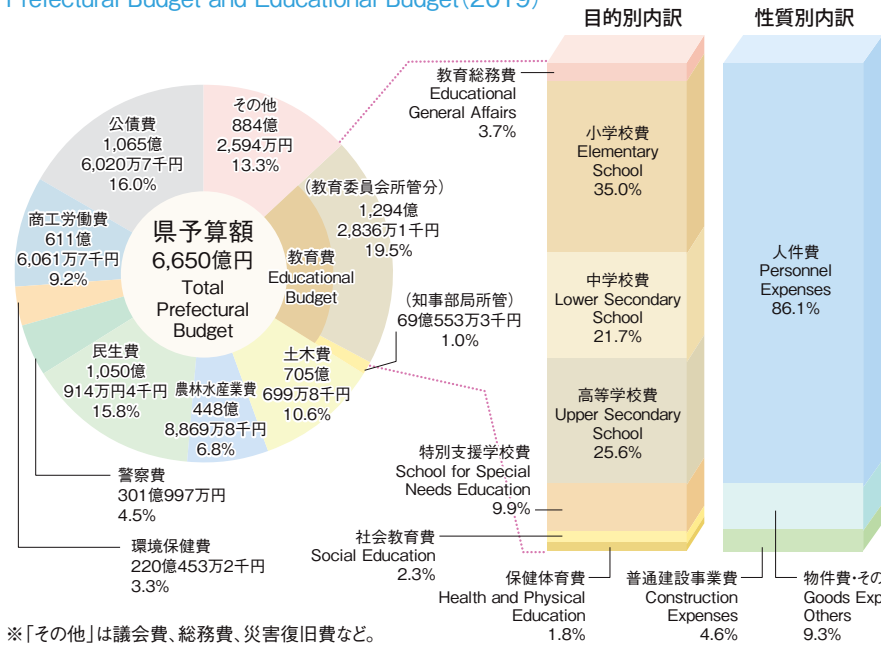 Prefectural Budget and Educational Budget(2019)
目的別内訳
性質別内訳
その他
884億
2,594万円
13.3%
(教育委員会所管分)
1,294億
2,836万1千円
19.5%
教育費
Educational
Budget
(知事部局所管)
69億553万3千円
1.0%
土木費
705億
699万8千円
10.6%
農林水産業費
448億
8,869万8千円
6.8%
民生費
1,050億
914万円4千円
15.8%
警察費
301億997万円
4.5%
環境保健費
220億453万2千円
3.3%
商工労働費
611億
6,061万7千円
9.2%
公債費
1,065億
6,020万7千円
16.0%
県予算額
6,650億円
Total
Prefectural
Budget
教育総務費
Educational
General Affairs
3.7%
小学校費
Elementary
School
35.0%
中学校費
Lower Secondary
School
21.7%
高等学校費
Upper Secondary
School
25.6%
特別支援学校費
School for Special
Needs Education
9.9%
社会教育費
Social Education
2.3%
保健体育費
Health and Physical
Education
1.8%
人件費
Personnel
Expenses
86.1%
普通建設事業費
Construction
Expenses
4.6%
物件費・その
Goods Exp
Others
9.3%
※「その他」は議会費、総務費、災害復旧費など。